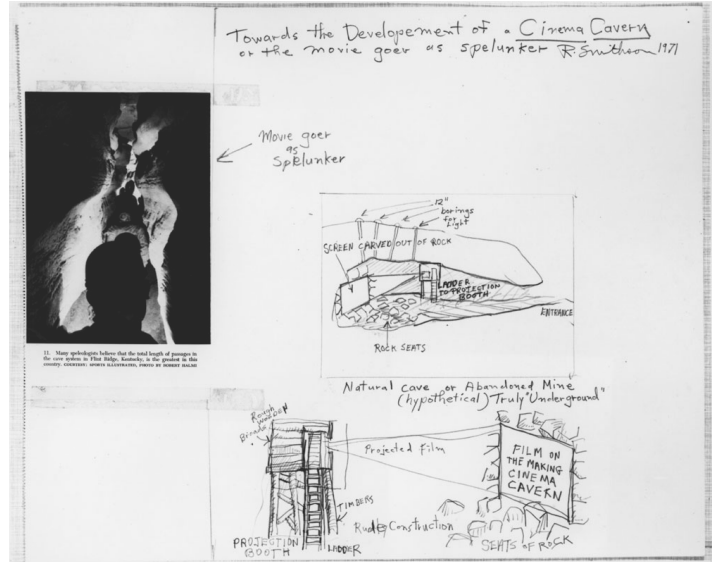 Towards the Developement of a Cinema Cavern
or the movie goer as spelunker R. Smithson 1971
Movie goer
as
Spelunker
11. Many speleologists believe that the total length of passages in
the cave system in Flint Ridge, Kentucky, is the greatest in this
country. COURTESY: SPORTS ILLUSTRATED, PHOTO BY ROBERT HALMI
12"
borings
for
Light
SCREEN CARVED OUT OF ROCK
LADDER
TO PROJECTION
BOOTH
ENTRANCE
ROCK SEATS
Natural cave or Abandoned Mine
(hypothetical) Truly "Underground"
Rough
Wooden
Projected Film
FILM ON
THE MAKING
CINEMA
CAVERN
TIMBERS
Rude Construction
PROJECTION
BOOTH
LADDER
SEATS OF ROCK